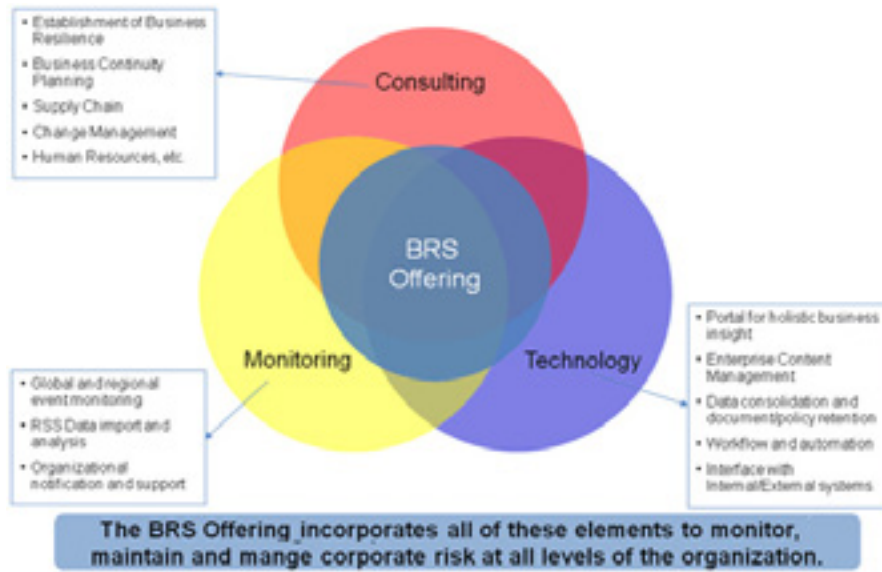 • Establishment of Business
Resilience
• Business Continuity
Planning
• Supply Chain
• Change Management
• Human Resources, etc.
Consulting
BRS
Offering
Monitoring
Technology
• Global and regional
event monitoring
• RSS Data import and
analysis
• Organizational
notification and support
• Portal for holistic business
insight
• Enterprise Content
Management
• Data consolidation and
document/policy retention
• Workflow and automation
• Interface with
Internal/External systems
The BRS Offering incorporates all of these elements to monitor,
maintain and mange corporate risk at all levels of the organization.